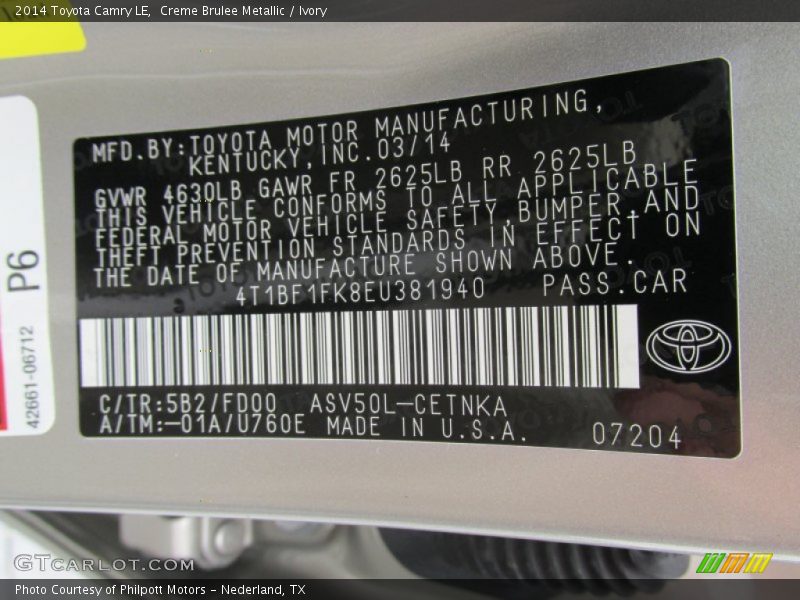 2014 Toyota Camry LE, Creme Brulee Metallic / Ivory
MFD.BY:TOYOTA MOTOR MANUFACTURING,
KENTUCKY,INC.03/14
GVWR 4630LB GAWR FR 2625LB RR 2625LB
THIS VEHICLE CONFORMS TO ALL APPLICABLE
FEDERAL MOTOR VEHICLE SAFETY,BUMPER,AND
THEFT PREVENTION STANDARDS IN EFFECT ON
THE DATE OF MANUFACTURE SHOWN ABOVE.
4T1BF1FK8EU381940 PASS.CAR
C/TR:5B2/FD00 ASV50L-CETNKA
A/TM:-01A/U760E MADE IN U.S.A.
07204
P6
42661-06712
GTCARLOT.COM
Photo Courtesy of Philpott Motors - Nederland, TX